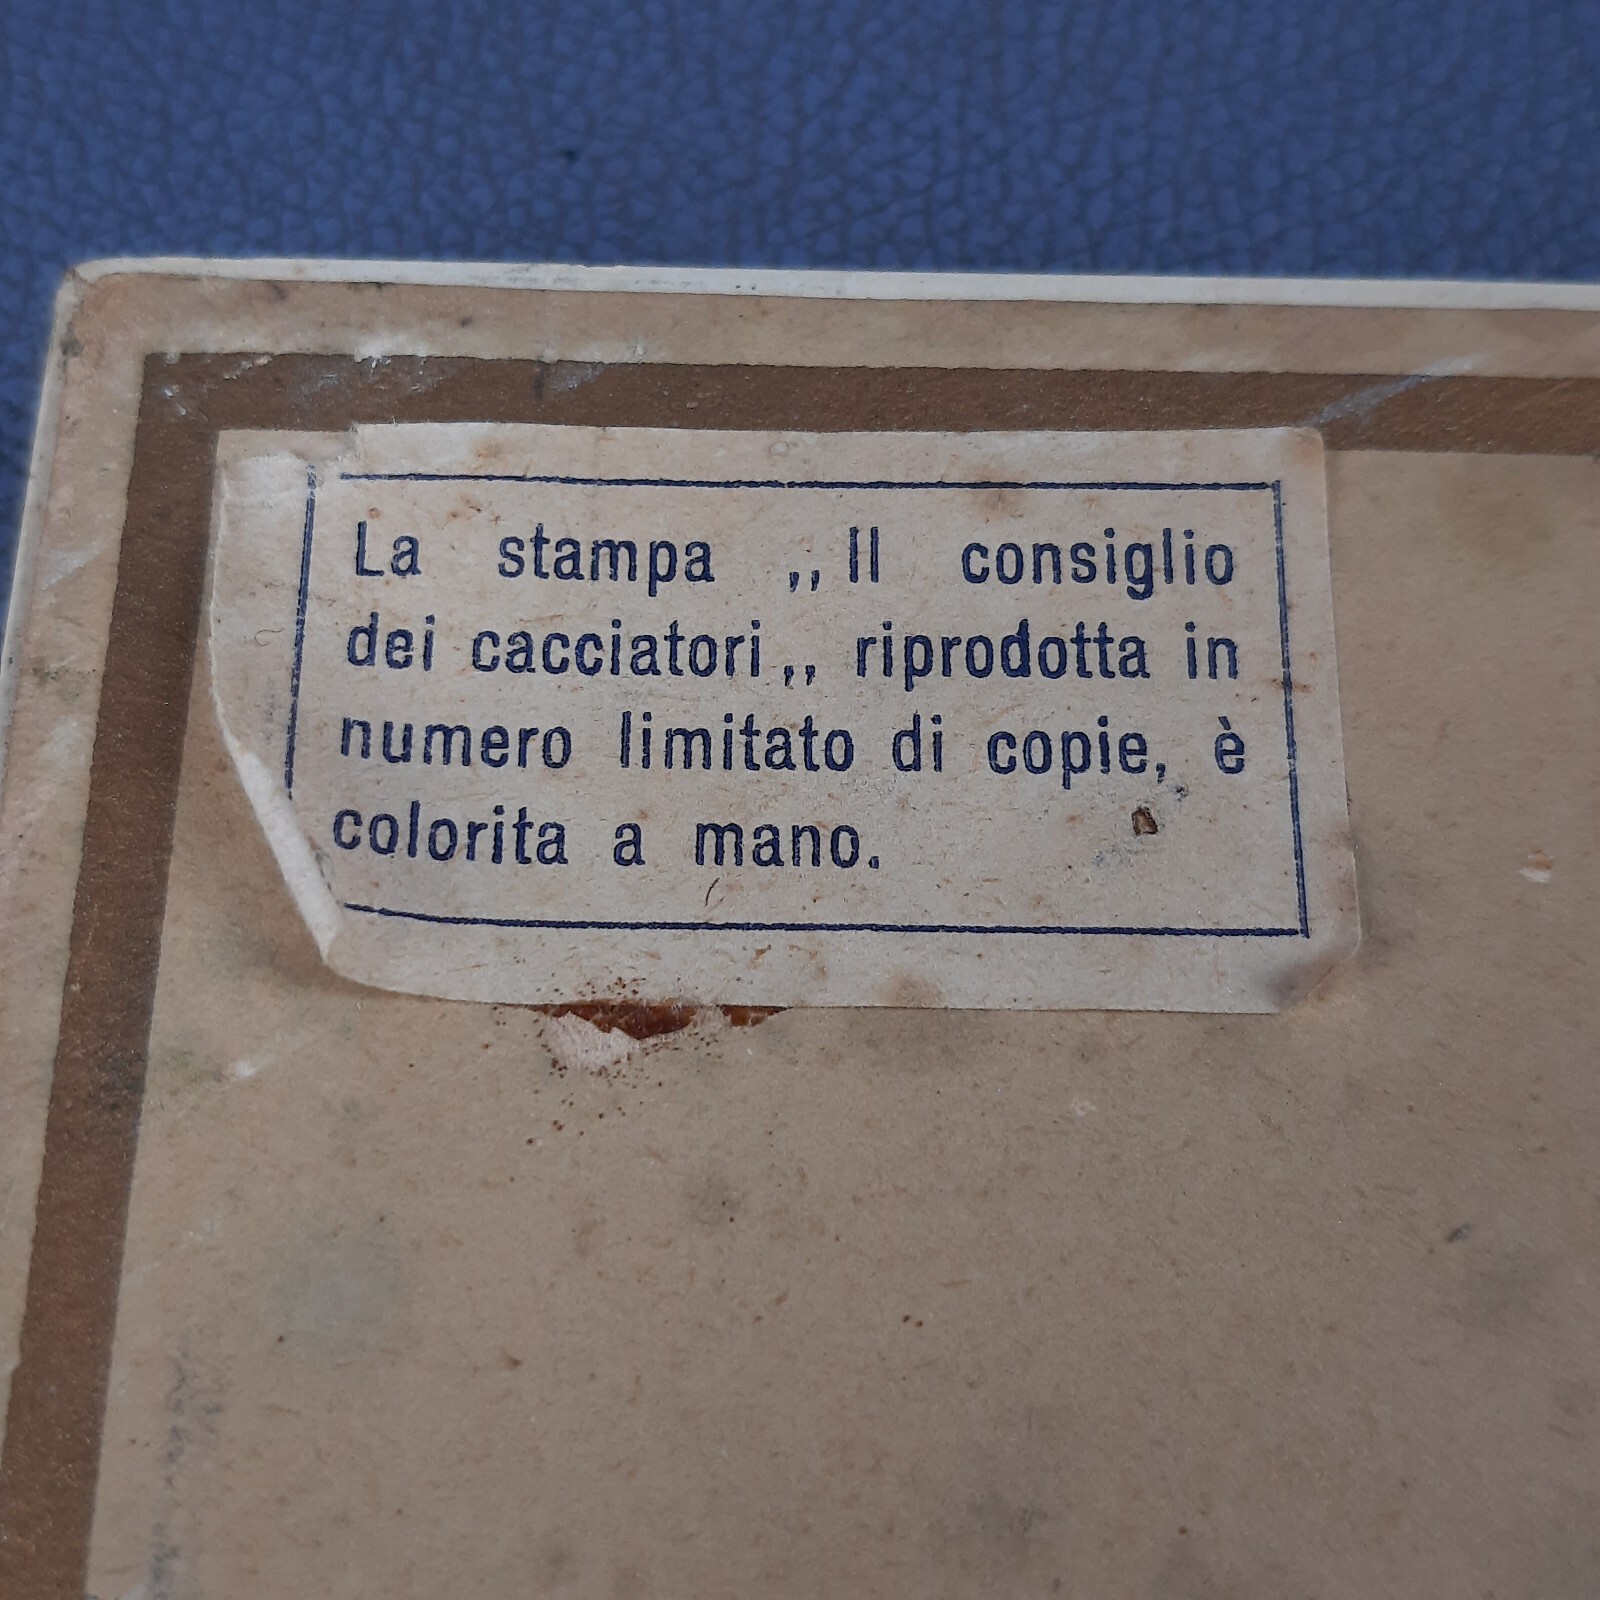 La stampa ,,Il consiglio
dei cacciatori,, riprodotta in
numero limitato di copie, è
colorita a mano.